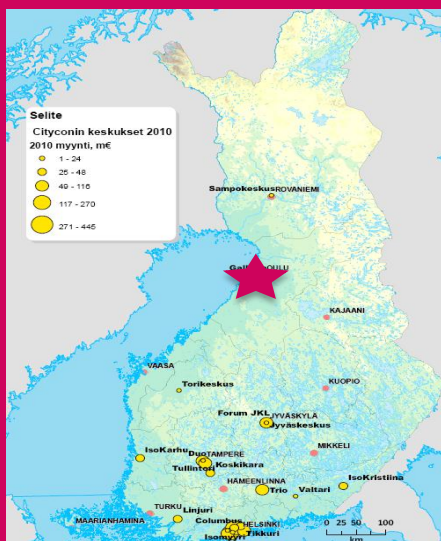 Selite
Cityconin keskukset 2010
2010 myynti, m€
1 - 24
25 - 48
49 - 116
117 - 270
271 - 445
Sampokeskus ROVANIEMI
OULU
KAJAANI
VAASA
Torikeskus
KUOPIO
Forum JKL
JYVÄSKYLÄ
Jyväskeskus
IsoKarhu
Duo TAMPERE
Tullintori
Koskikara
MIKKELI
HÄMEENLINNA
Trio
Valtari
IsoKristiina
TURKU
Linjuri
MAARIANHAMINA
Columbus
HELSINKI
Isomyyri
Tikkuri
0 25 50 100
km